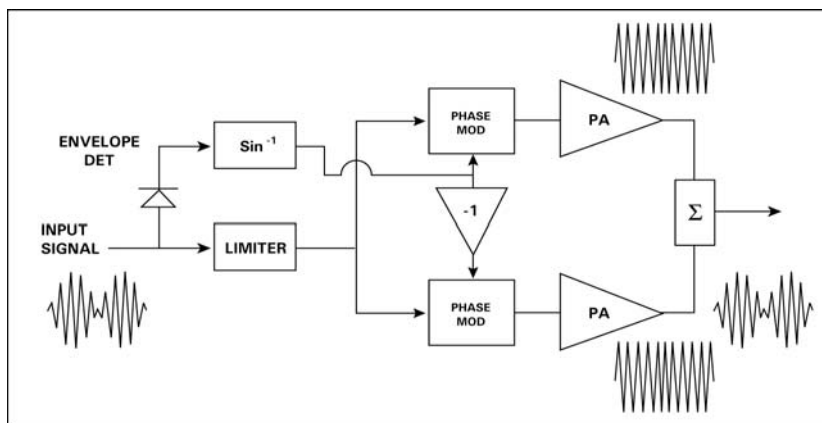 ENVELOPE
DET
Sin⁻¹
INPUT
SIGNAL
LIMITER
PHASE
MOD
PA
-1
PHASE
MOD
PA
Σ